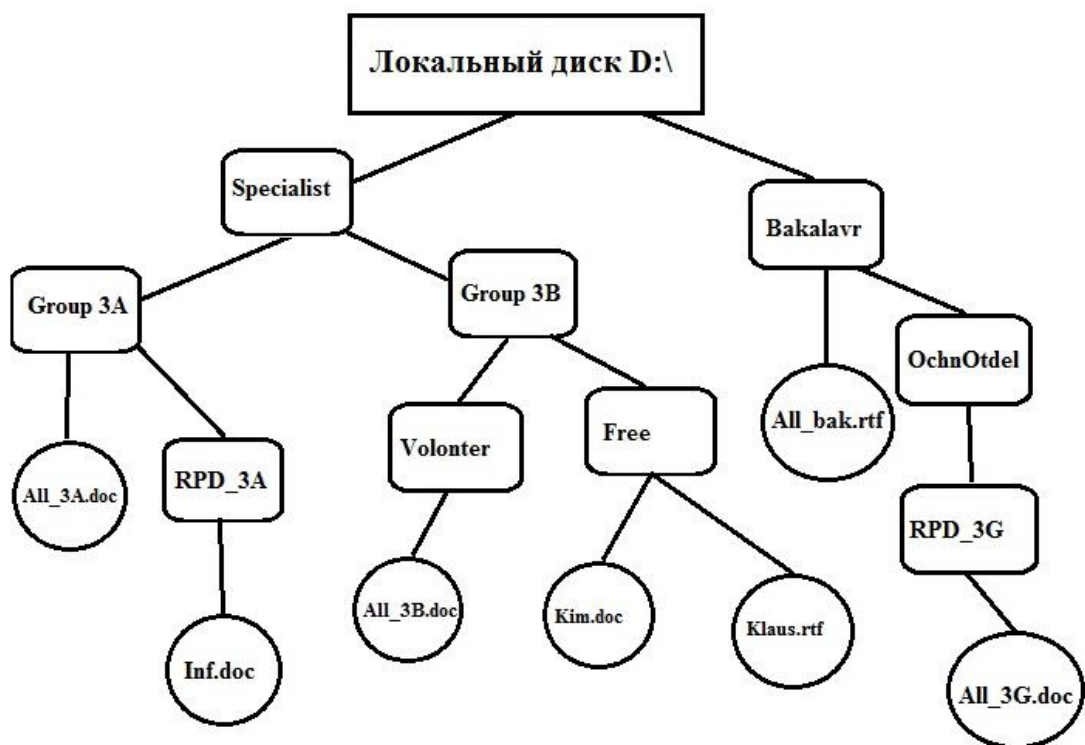 Локальный диск D:\
Specialist
Bakalavr
Group 3A
Group 3B
OchnOtdel
All_bak.rtf
Volonter
Free
RPD_3A
All_3A.doc
RPD_3G
All_3B.doc
Kim.doc
Klaus.rtf
Inf.doc
All_3G.doc